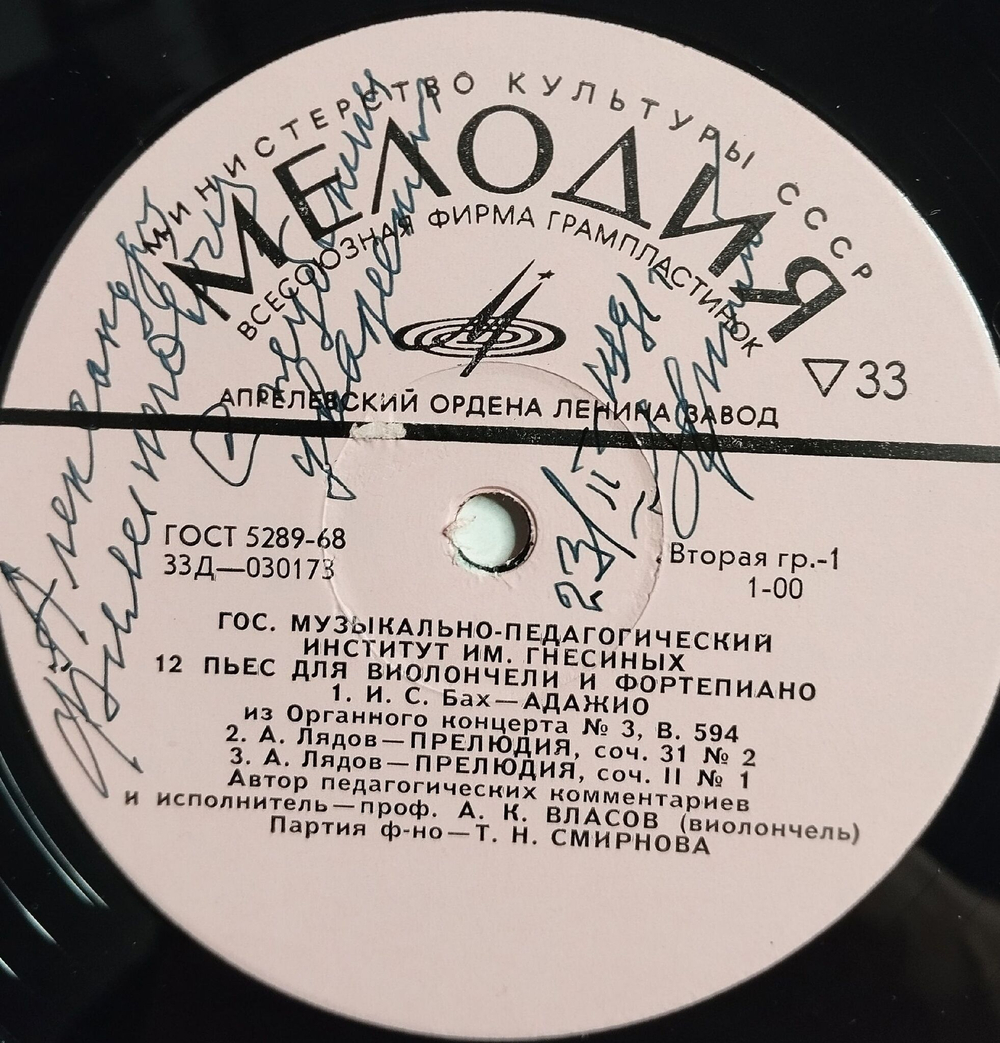 МИНИСТЕРСТВО КУЛЬТУРЫ СССР
МЕЛОДИЯ
ВСЕСОЮЗНАЯ ФИРМА ГРАМПЛАСТИНОК
▽33
АПРЕЛЕВСКИЙ ОРДЕНА ЛЕНИНА ЗАВОД
Александру
С
23/II
ГОСТ 5289-68
33Д—030173
Вторая гр.-1
1-00
ГОС. МУЗЫКАЛЬНО-ПЕДАГОГИЧЕСКИЙ
ИНСТИТУТ ИМ. ГНЕСИНЫХ
12 ПЬЕС ДЛЯ ВИОЛОНЧЕЛИ И ФОРТЕПИАНО
1. И. С. Бах—АДАЖИО
из Органного концерта № 3, В. 594
2. А. Лядов—ПРЕЛЮДИЯ, соч. 31 № 2
3. А. Лядов—ПРЕЛЮДИЯ, соч. II № 1
Автор педагогических комментариев
и исполнитель—проф. А. К. ВЛАСОВ (виолончель)
Партия ф-но—Т. Н. СМИРНОВА